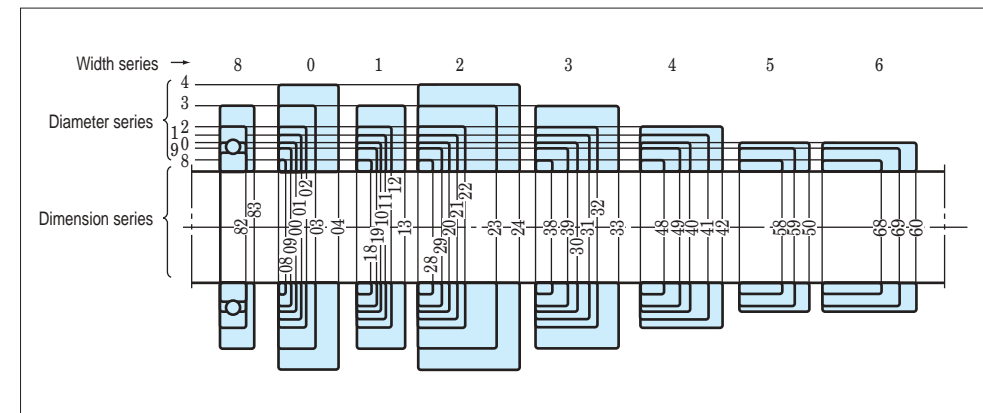 Width series → 8 0 1 2 3 4 5 6
Diameter series
4
3
2
1
0
9
8
Dimension series
82 83
08 09 00 01 02 03 04
18 19 10 11 12 13
28 29 20 21 22 23 24
38 39 30 31 32 33
48 49 40 41 42
58 59 50
68 69 60